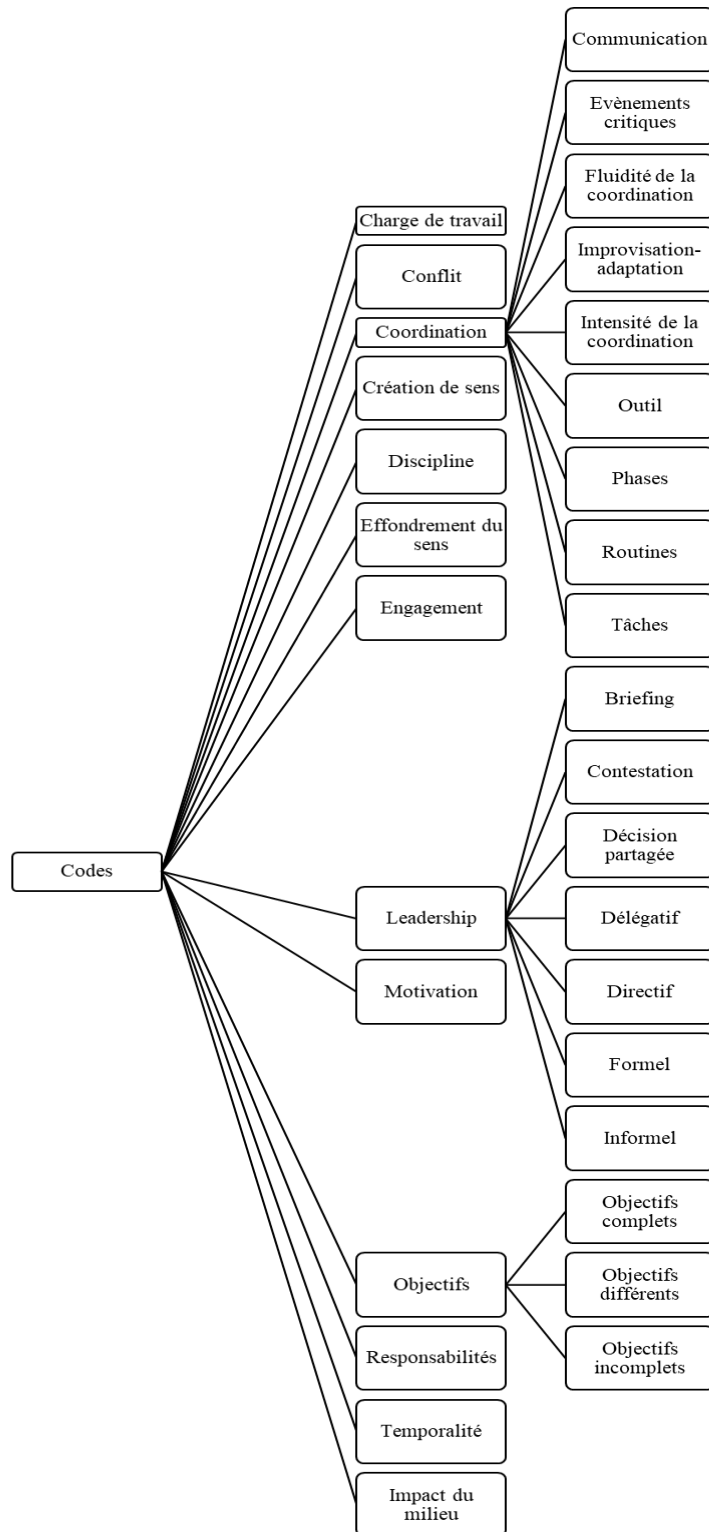 Codes
Charge de travail
Conflit
Coordination
Communication
Evènements
critiques
Fluidité de la
coordination
Improvisation-
adaptation
Intensité de la
coordination
Outil
Phases
Routines
Tâches
Création de sens
Discipline
Effondrement du
sens
Engagement
Leadership
Briefing
Contestation
Décision
partagée
Délégatif
Directif
Formel
Informel
Motivation
Objectifs
Objectifs
complets
Objectifs
différents
Objectifs
incomplets
Responsabilités
Temporalité
Impact du
milieu